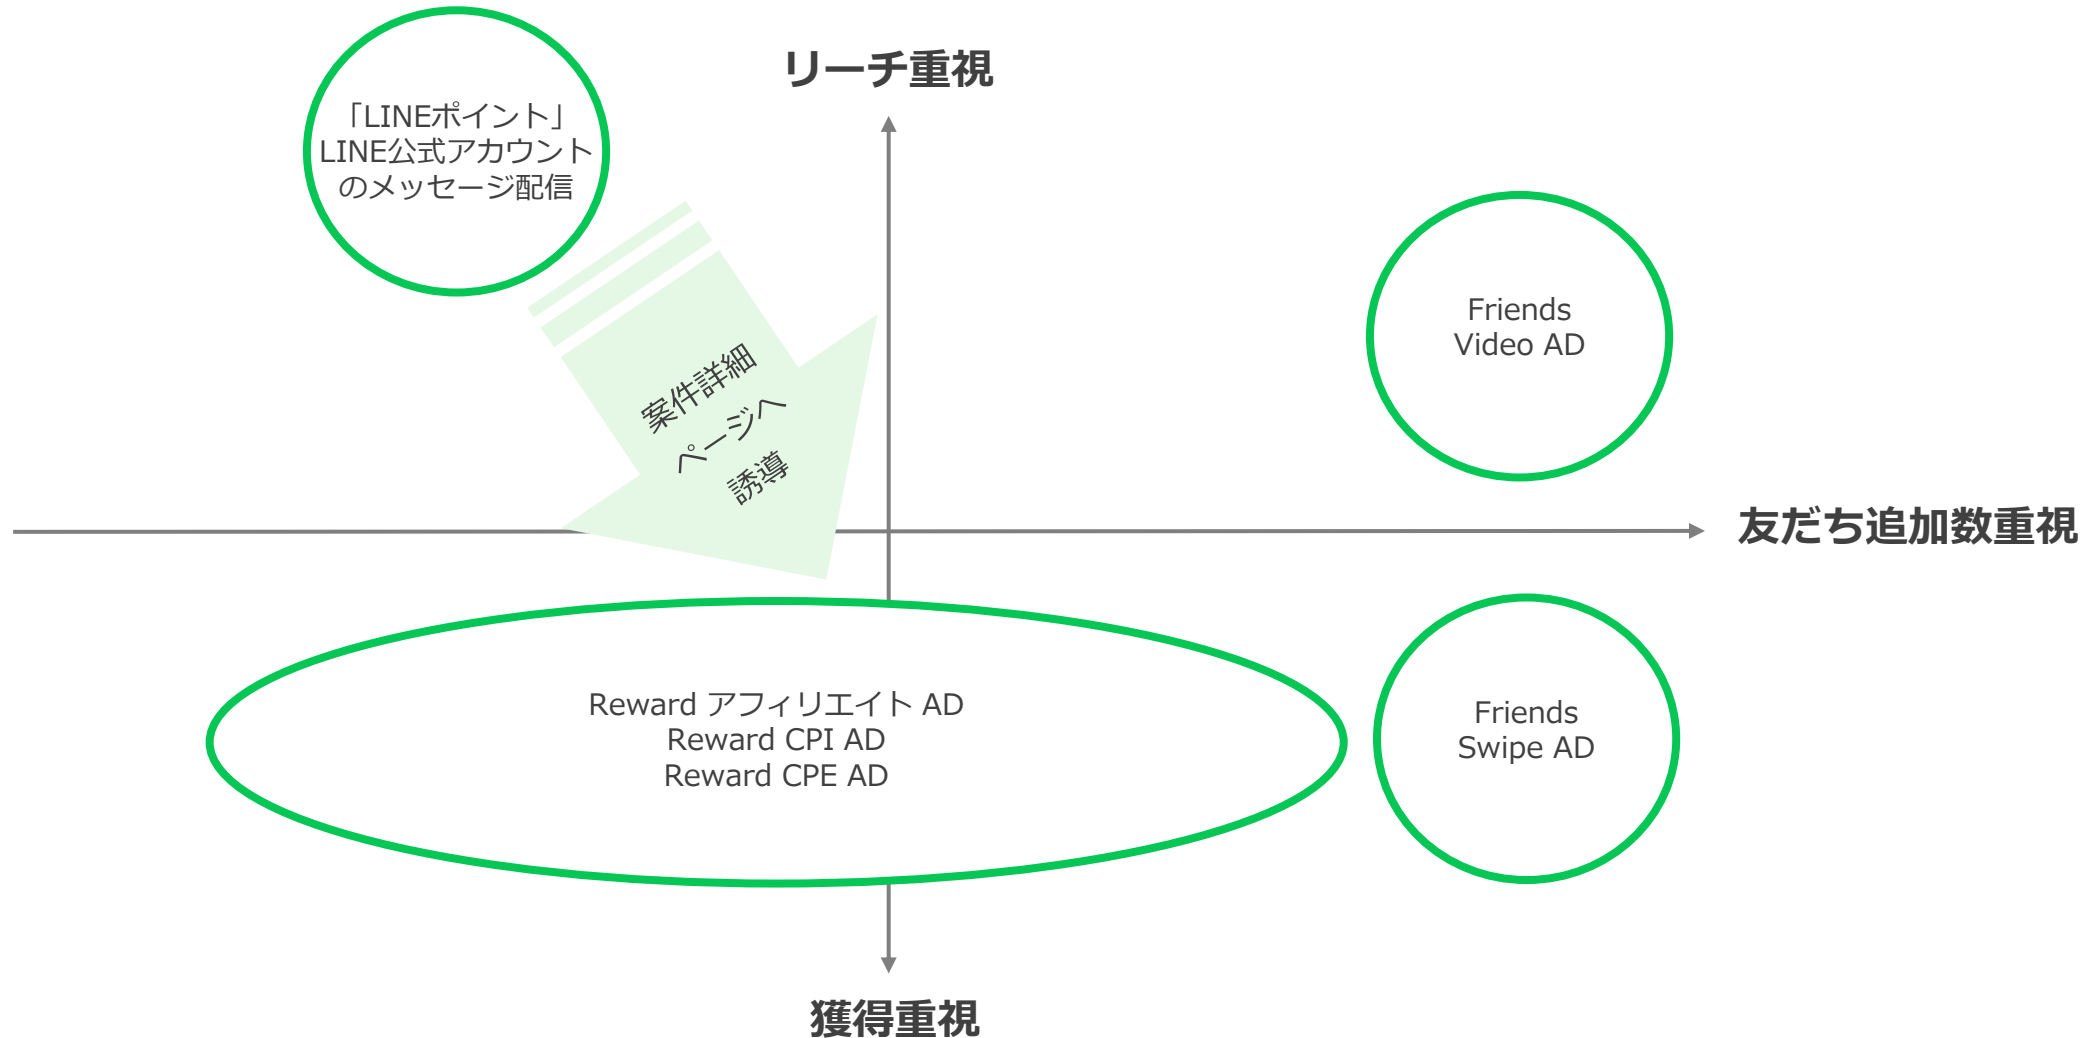 リーチ重視
「LINEポイント」
LINE公式アカウント
のメッセージ配信
Friends
Video AD
案件詳細
ページへ
誘導
友だち追加数重視
Reward アフィリエイト AD
Reward CPI AD
Reward CPE AD
Friends
Swipe AD
獲得重視